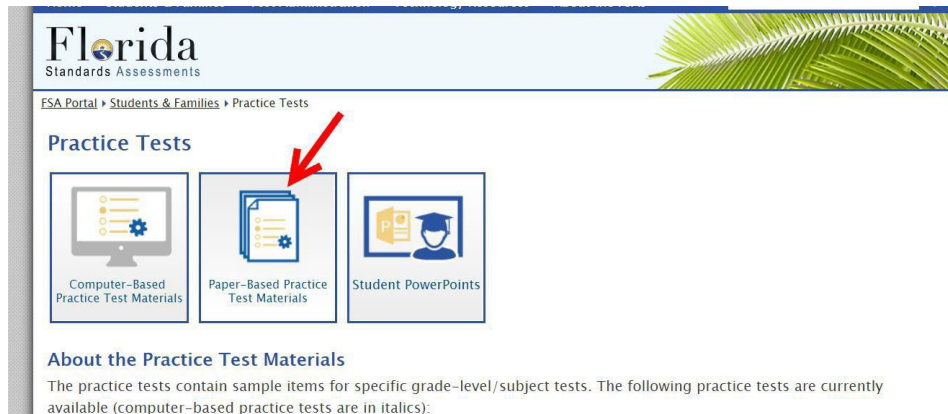 Florida
Standards Assessments
FSA Portal ▸ Students & Families ▸ Practice Tests
Practice Tests
Computer-Based
Practice Test Materials
Paper-Based Practice
Test Materials
P
Student PowerPoints
About the Practice Test Materials
The practice tests contain sample items for specific grade-level/subject tests. The following practice tests are currently
available (computer-based practice tests are in italics):